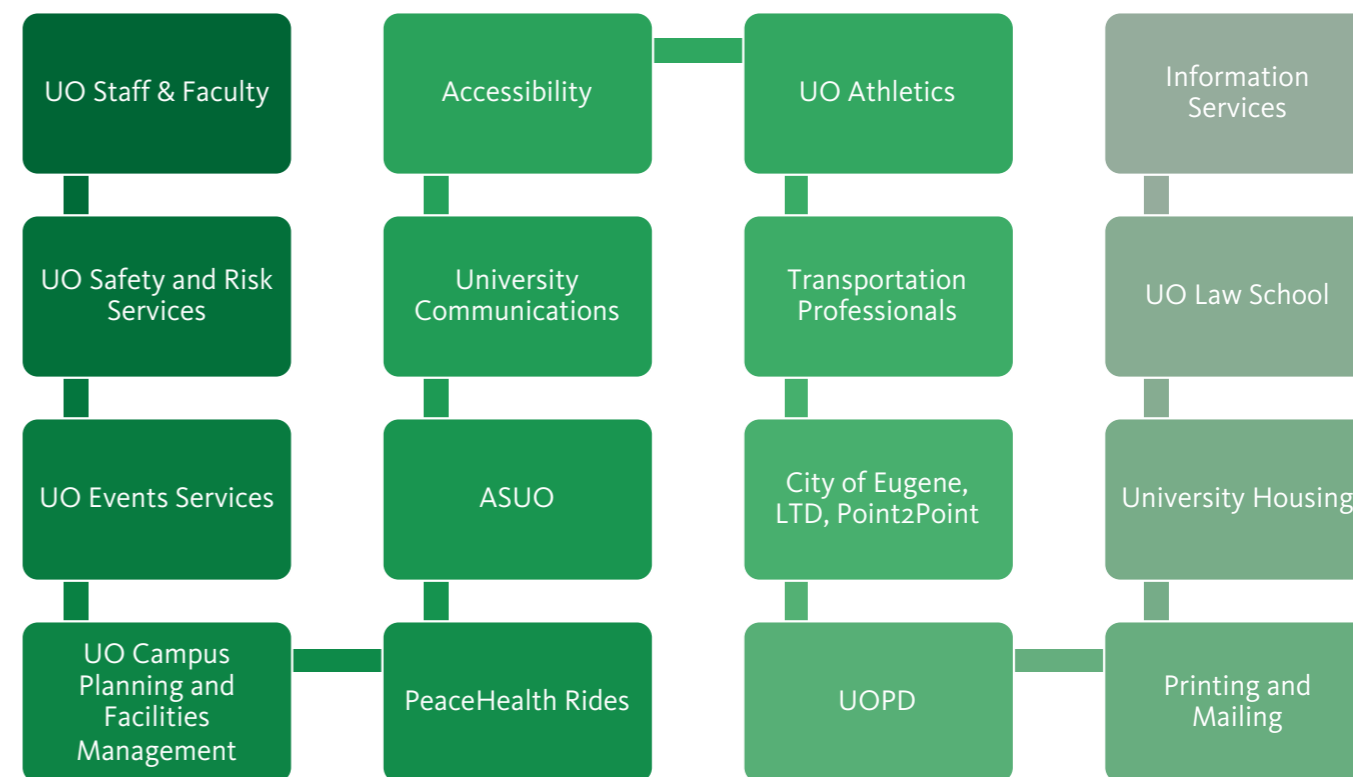 UO Staff & Faculty
UO Safety and Risk
Services
UO Events Services
UO Campus
Planning and
Facilities
Management
PeaceHealth Rides
ASUO
University
Communications
Accessibility
UO Athletics
Transportation
Professionals
City of Eugene,
LTD, Point2Point
UOPD
Printing and
Mailing
University Housing
UO Law School
Information
Services